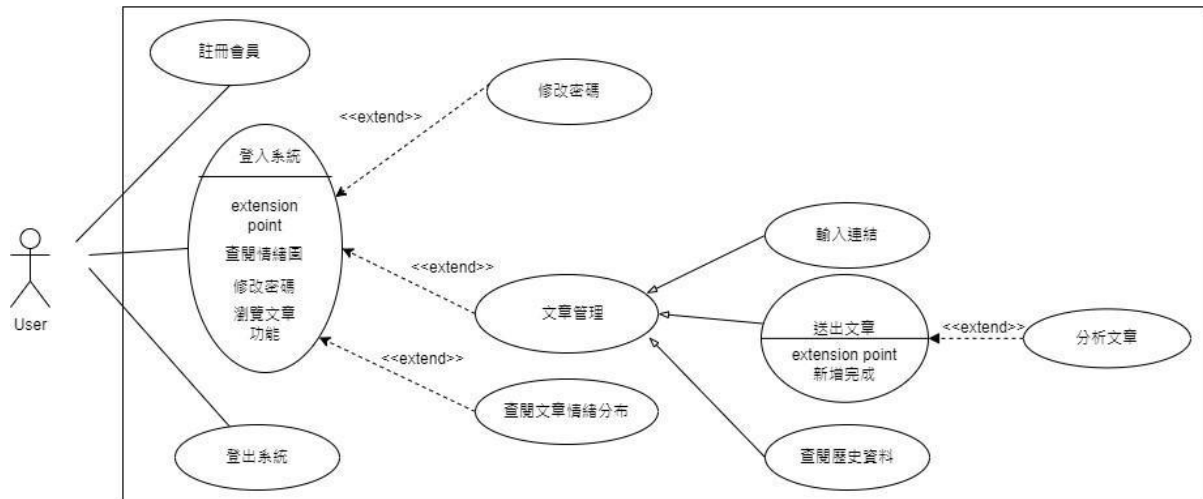 註冊會員
修改密碼
<<extend>>
登入系統
extension
point
查閱情緒圖
修改密碼
瀏覽文章
功能
User
<<extend>>
文章管理
輸入連結
送出文章
extension point
新增完成
<<extend>>
分析文章
<<extend>>
查閱文章情緒分布
登出系統
查閱歷史資料